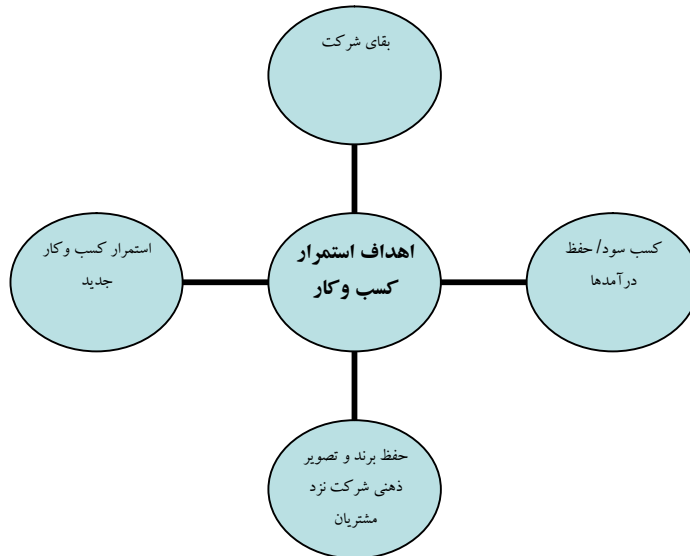 بقای شرکت
اهداف استمرار
کسب و کار
کسب سود/ حفظ
درآمدها
استمرار کسب وکار
جدید
حفظ برند و تصویر
ذهنی شرکت نزد
مشتریان